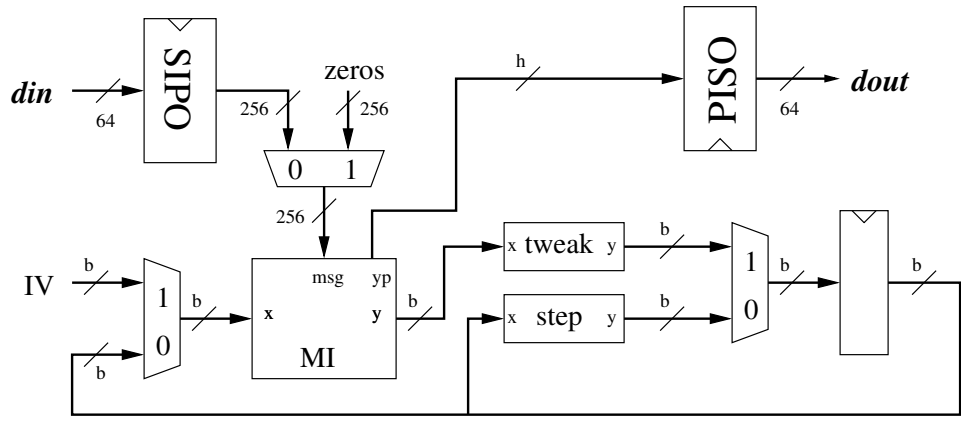 din
64
SIPO
256
zeros
256
0 1
256
h
PISO
64
dout
IV
b
b
1
0
b
msg yp
x y
MI
b
x tweak y
b
x step y
b
1
0
b
b